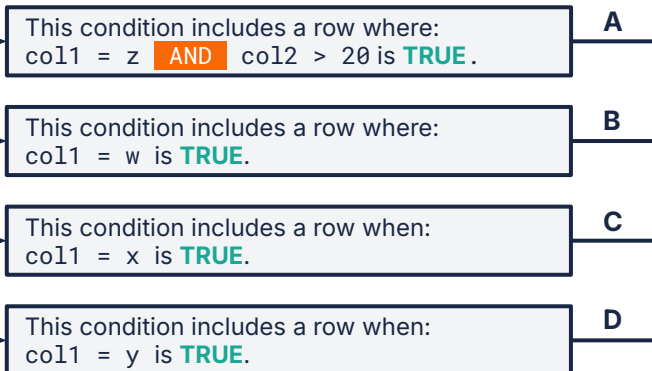 This condition includes a row where:
col1 = z AND col2 > 20 is TRUE.
A
This condition includes a row where:
col1 = w is TRUE.
B
This condition includes a row when:
col1 = x is TRUE.
C
This condition includes a row when:
col1 = y is TRUE.
D